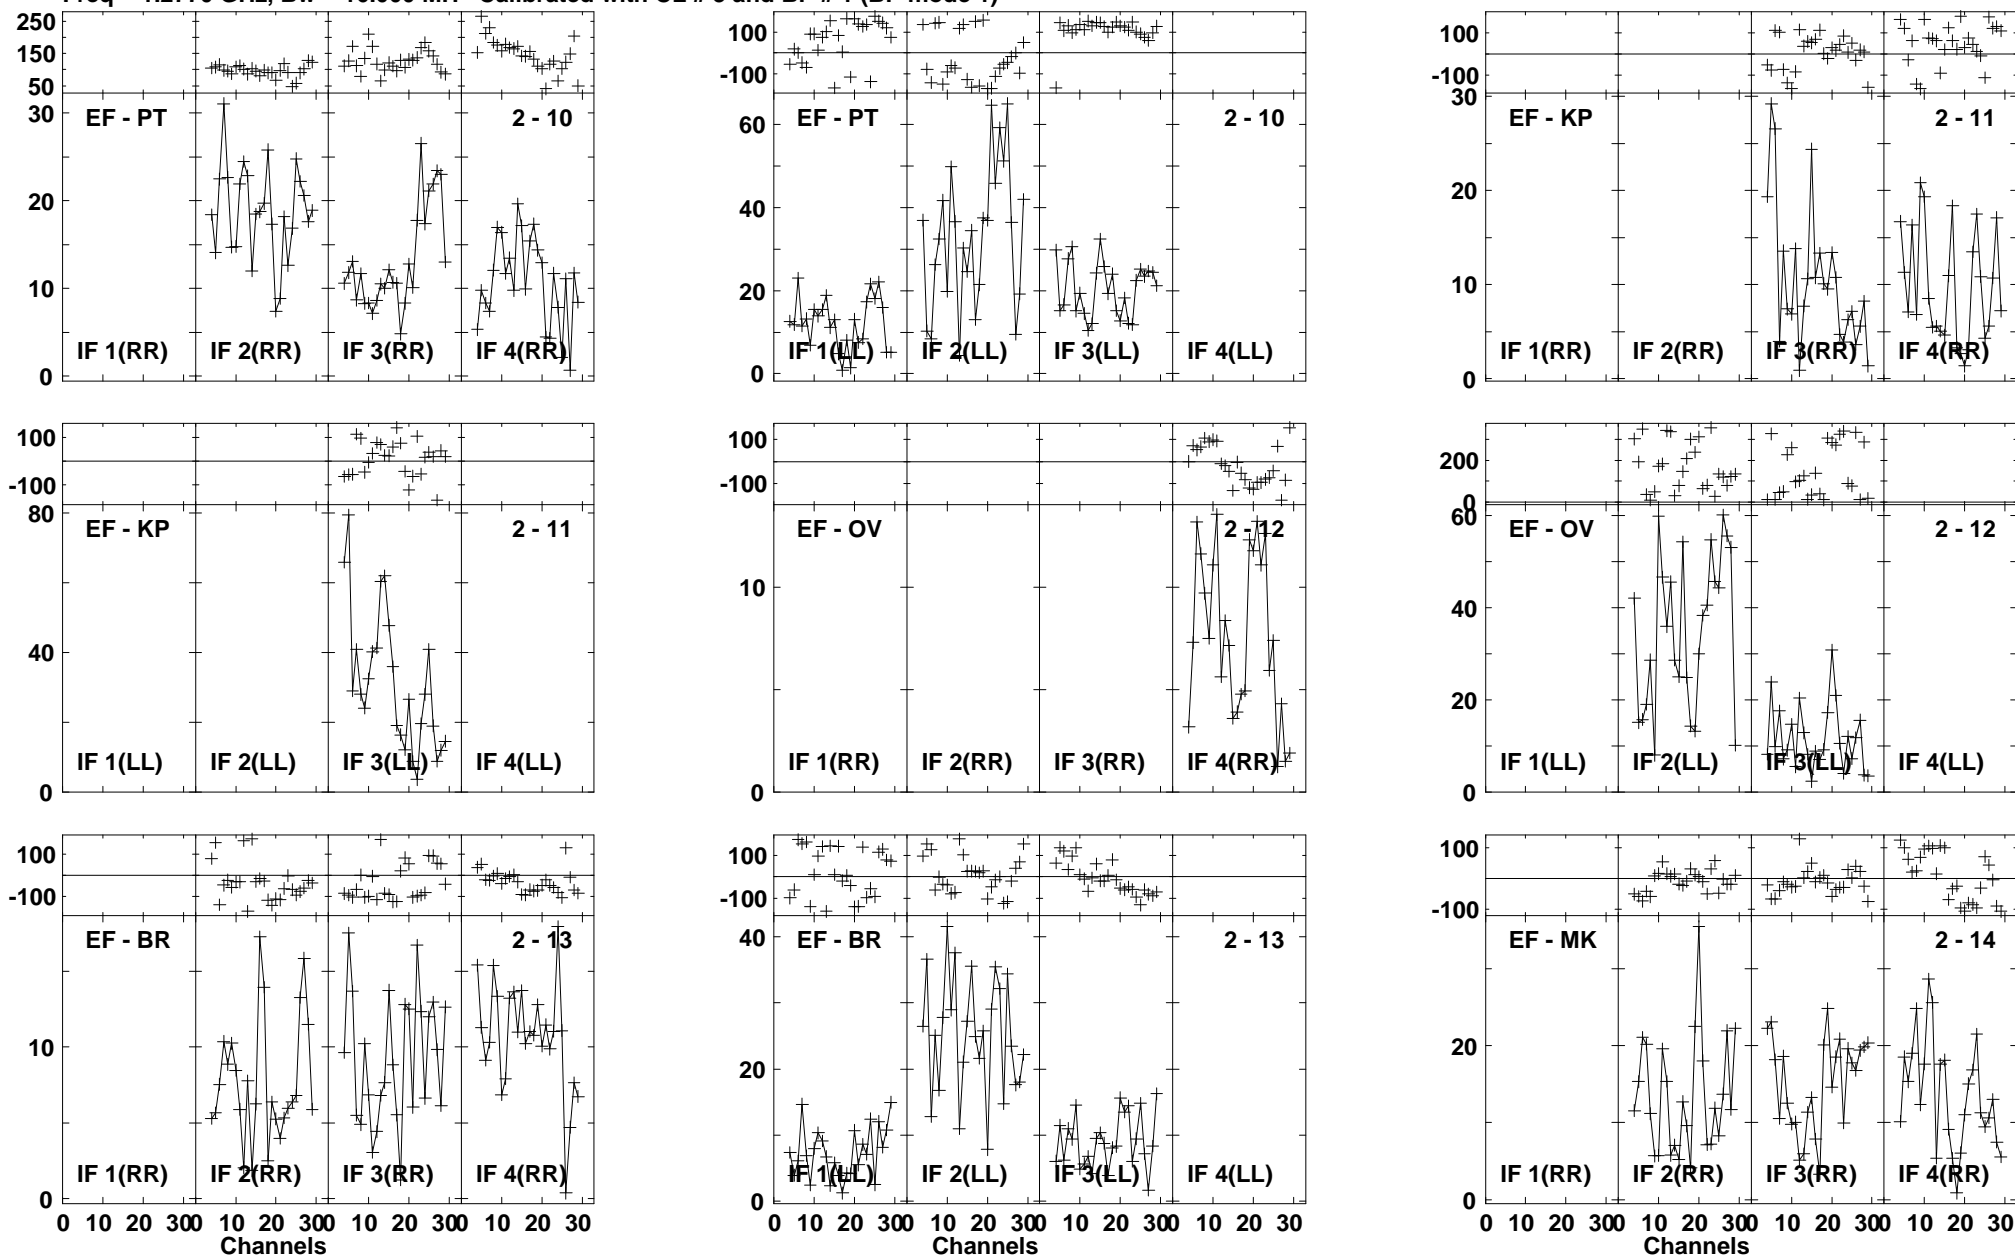 250
150
50
100
-100
100
-100
30
20
10
0
EF - PT
2 - 10
IF 1(RR)
IF 2(RR)
IF 3(RR)
IF 4(RR)
60
40
20
0
EF - PT
2 - 10
IF 1(LL)
IF 2(LL)
IF 3(LL)
IF 4(LL)
30
20
10
0
EF - KP
2 - 11
IF 1(RR)
IF 2(RR)
IF 3(RR)
IF 4(RR)
100
-100
100
-100
200
0
80
40
0
EF - KP
2 - 11
IF 1(LL)
IF 2(LL)
IF 3(LL)
IF 4(LL)
10
0
EF - OV
2 - 12
IF 1(RR)
IF 2(RR)
IF 3(RR)
IF 4(RR)
60
40
20
0
EF - OV
2 - 12
IF 1(LL)
IF 2(LL)
IF 3(LL)
IF 4(LL)
100
-100
100
-100
100
-100
10
0
EF - BR
2 - 13
IF 1(RR)
IF 2(RR)
IF 3(RR)
IF 4(RR)
0 10 20 30 0 10 20 30 0 10 20 30 0 10 20 30
Channels
40
20
0
EF - BR
2 - 13
IF 1(LL)
IF 2(LL)
IF 3(LL)
IF 4(LL)
0 10 20 30 0 10 20 30 0 10 20 30 0 10 20 30
Channels
20
0
EF - MK
2 - 14
IF 1(RR)
IF 2(RR)
IF 3(RR)
IF 4(RR)
0 10 20 30 0 10 20 30 0 10 20 30 0 10 20 30
Channels